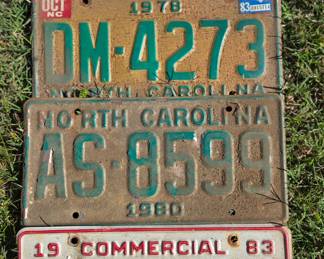 OCT
NC
1978
83
DM·4273
NORTH CAROLINA
NORTH CAROLINA
AS·8599
1980
19 COMMERCIAL 83